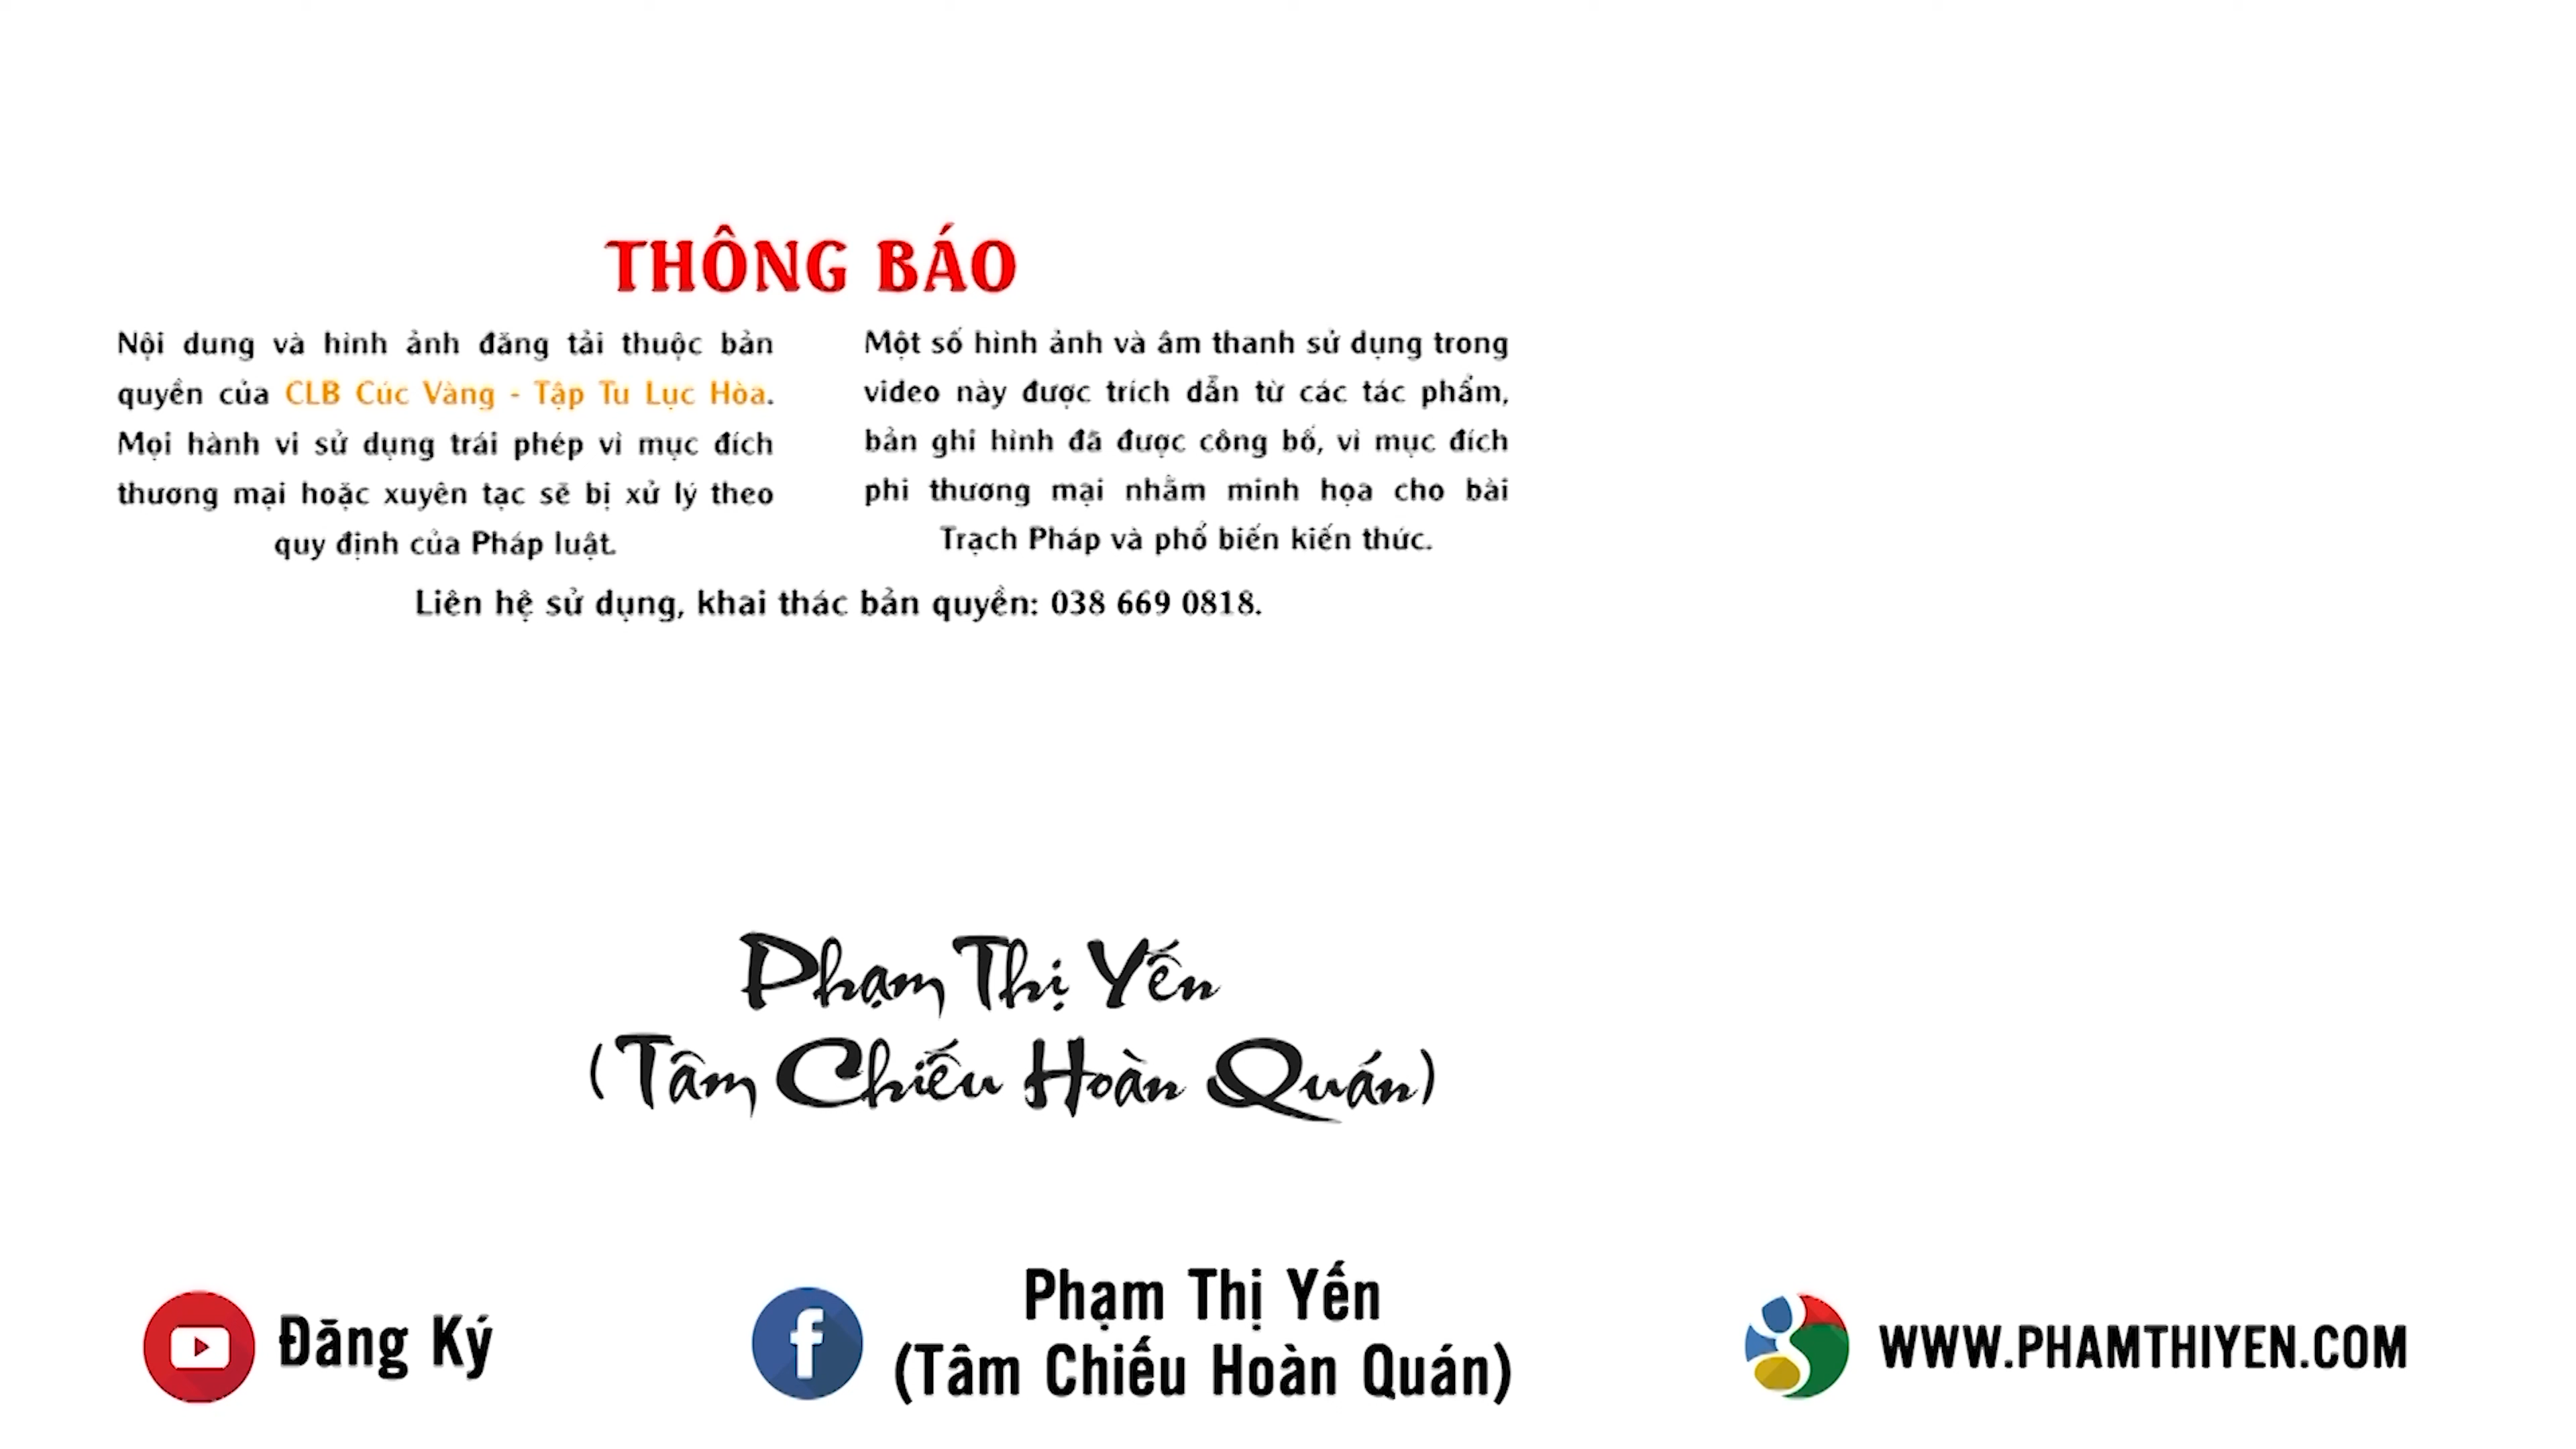 THÔNG BÁO
Nội dung và hình ảnh đăng tải thuộc bản
quyền của CLB Cúc Vàng - Tập Tu Lục Hòa.
Mọi hành vi sử dụng trái phép vì mục đích
thương mại hoặc xuyên tạc sẽ bị xử lý theo
quy định của Pháp luật.
Một số hình ảnh và âm thanh sử dụng trong
video này được trích dẫn từ các tác phẩm,
bản ghi hình đã được công bố, vì mục đích
phi thương mại nhằm minh họa cho bài
Trạch Pháp và phổ biến kiến thức.
Liên hệ sử dụng, khai thác bản quyền: 038 669 0818.
Phạm Thị Yến
(Tâm Chiếu Hoàn Quán)
Đăng Ký
Phạm Thị Yến
(Tâm Chiếu Hoàn Quán)
WWW.PHAMTHIYEN.COM